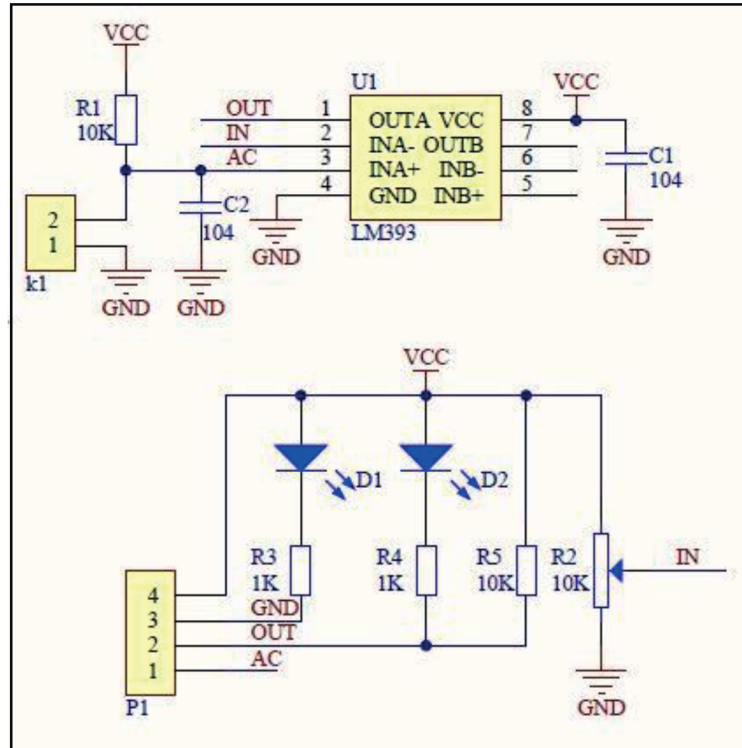 VCC
R1
10K
OUT
IN
AC
U1
1
2
3
4
OUTA VCC
INA- OUTB
INA+ INB-
GND INB+
8
7
6
5
LM393
VCC
C1
104
GND
C2
104
GND
2
1
k1
GND
GND
VCC
D1
D2
R3
1K
R4
1K
R5
10K
R2
10K
IN
GND
OUT
AC
4
3
2
1
P1
GND